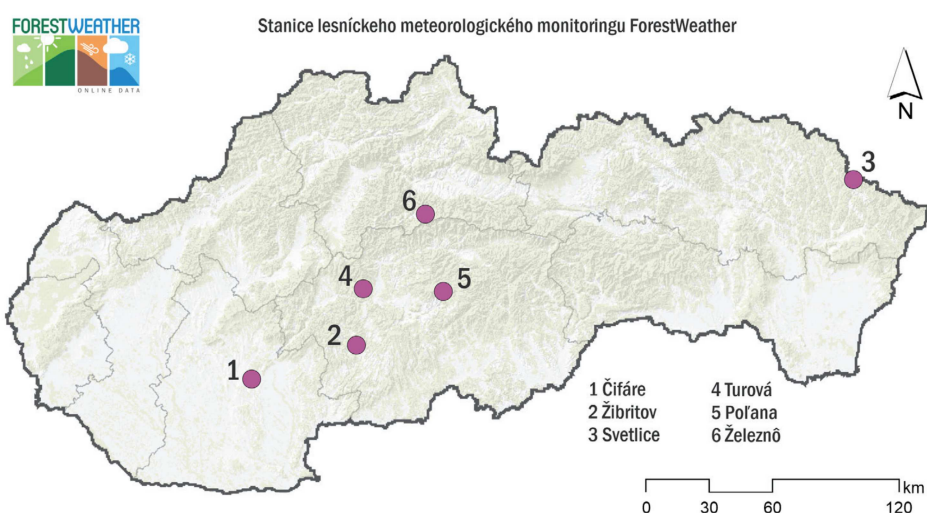 FORESTWEATHER
ONLINE DATA
Stanice lesníckeho meteorologického monitoringu ForestWeather
N
3
6
4
5
2
1
1 Čifáre
2 Žibritov
3 Svetlice
4 Turová
5 Poľana
6 Železnô
km
0 30 60 120